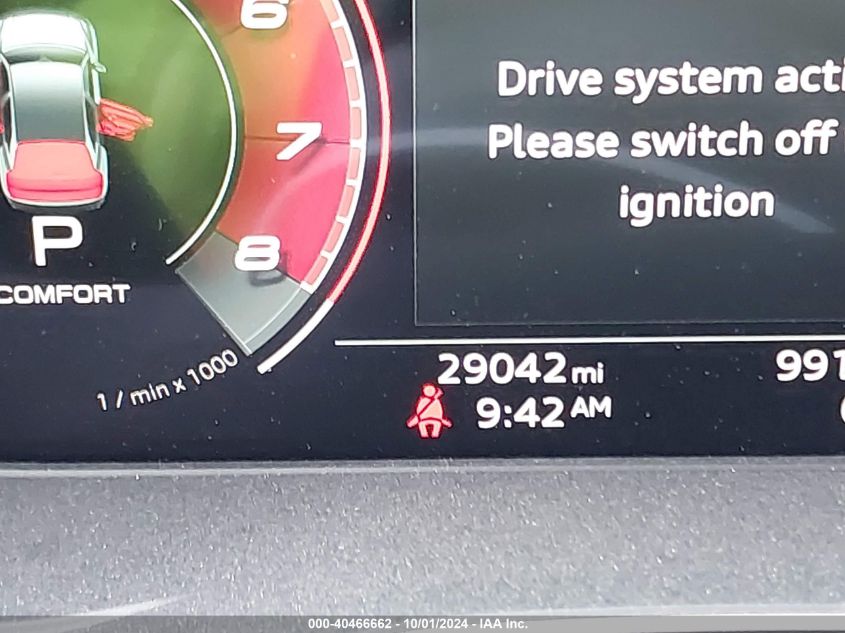 6
7
8
P
COMFORT
1 / min x 1000
Drive system acti
Please switch off
ignition
29042 mi
991
9:42 AM
000-40466662 - 10/01/2024 - IAA Inc.